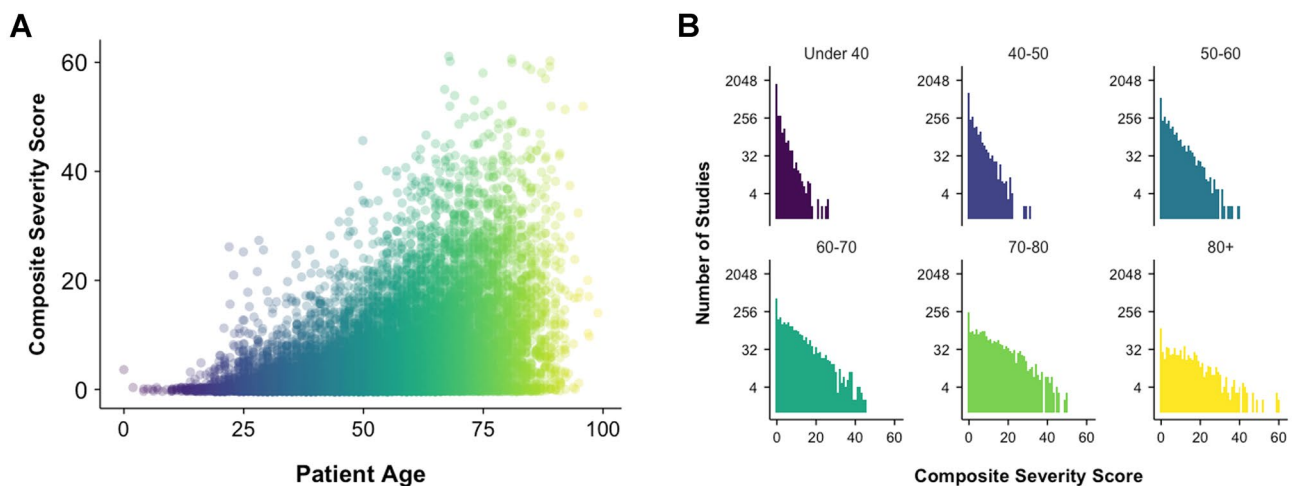 A
B
Composite Severity Score
60
40
20
0
0 25 50 75 100
Patient Age
Number of Studies
Under 40 40-50 50-60
2048 2048 2048
256 256 256
32 32 32
4 4 4
60-70 70-80 80+
2048 2048 2048
256 256 256
32 32 32
4 4 4
0 20 40 60 0 20 40 60 0 20 40 60
Composite Severity Score